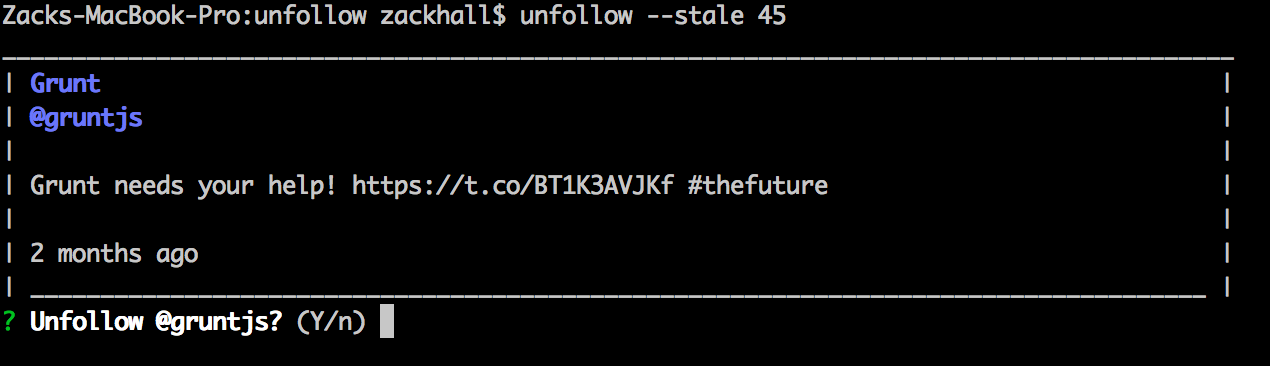 Zacks-MacBook-Pro:unfollow zackhall$ unfollow --stale 45
Grunt
@gruntjs
Grunt needs your help! https://t.co/BT1K3AVJKf #thefuture
2 months ago
? Unfollow @gruntjs? (Y/n)